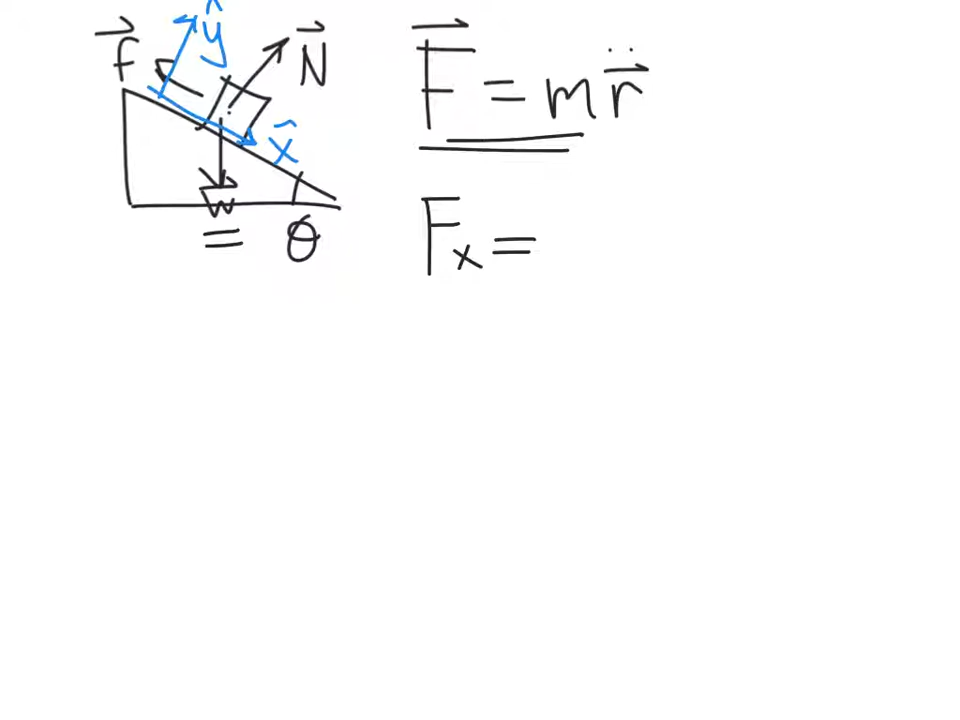 f⃗ ŷ N⃗
x̂
W
θ
F⃗ = m r̈⃗
Fₓ =